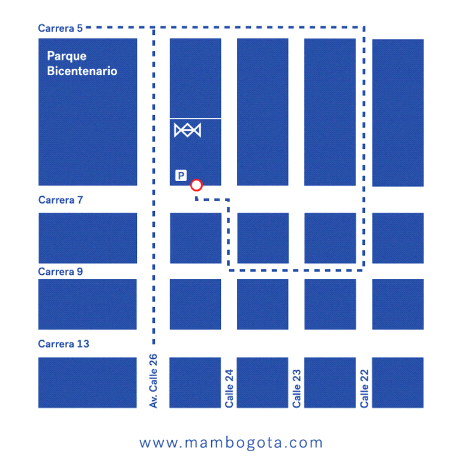 Carrera 5
Parque
Bicentenario
P
Carrera 7
Carrera 9
Carrera 13
Av. Calle 26
Calle 24
Calle 23
Calle 22
www.mambogota.com